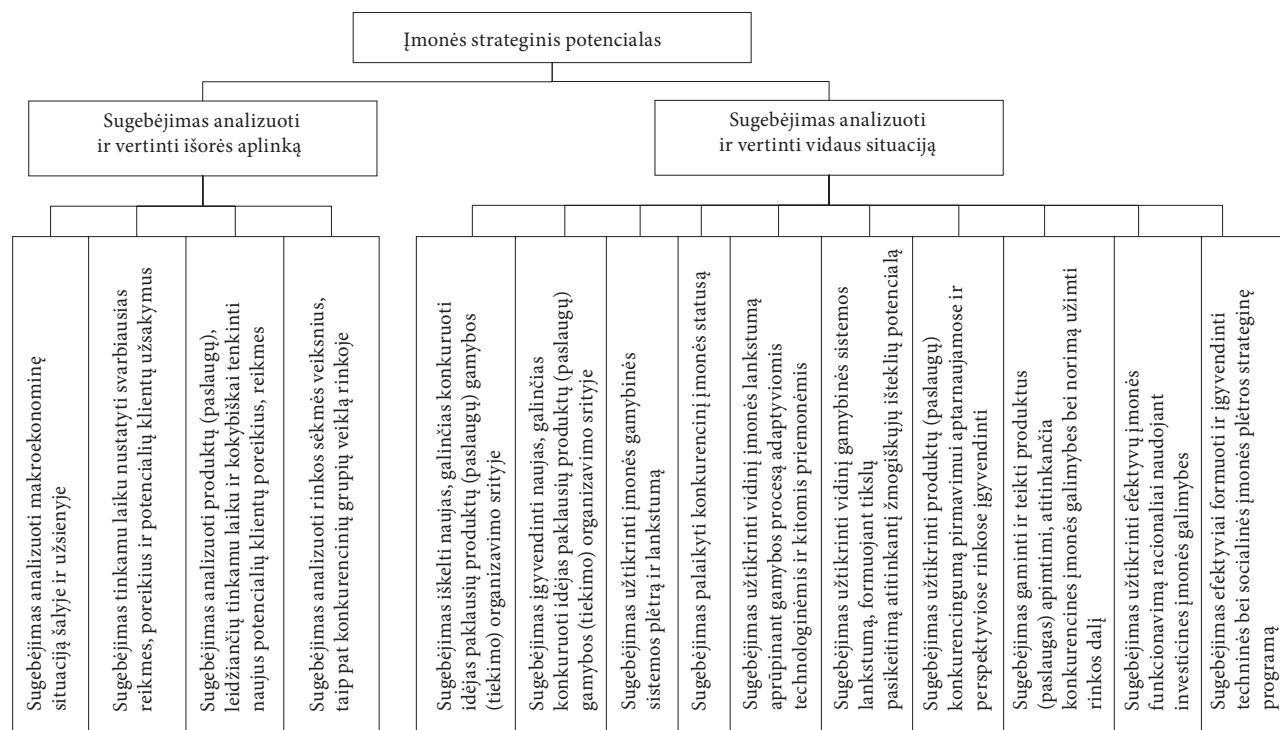 Įmonės strateginis potencialas
Sugebėjimas analizuoti
ir vertinti išorės aplinką
Sugebėjimas analizuoti
ir vertinti vidaus situaciją
Sugebėjimas analizuoti makroekonominę
situaciją šalyje ir užsienyje
Sugebėjimas tinkamu laiku nustatyti svarbiausias
reikmes, poreikius ir potencialių klientų užsakymus
Sugebėjimas analizuoti produktų (paslaugų),
leidžiančių tinkamu laiku ir kokybiškai tenkinti
naujus potencialių klientų poreikius, reikmes
Sugebėjimas analizuoti rinkos sėkmės veiksnius,
taip pat konkurencinių grupių veiklą rinkoje
Sugebėjimas iškelti naujas, galinčias konkuruoti
idėjas paklausių produktų (paslaugų) gamybos
(tiekimo) organizavimo srityje
Sugebėjimas įgyvendinti naujas, galinčias
konkuruoti idėjas paklausių produktų (paslaugų)
gamybos (tiekimo) organizavimo srityje
Sugebėjimas užtikrinti įmonės gamybinės
sistemos plėtrą ir lankstumą
Sugebėjimas palaikyti konkurencinį įmonės statusą
Sugebėjimas užtikrinti vidinį įmonės lankstumą
aprūpinant gamybos procesą adaptyviomis
technologinėmis ir kitomis priemonėmis
Sugebėjimas užtikrinti vidinį gamybinės sistemos
lankstumą, formuojant tikslų
pasikeitimą atitinkantį žmogiškųjų išteklių potencialą
Sugebėjimas užtikrinti produktų (paslaugų)
konkurencingumą pirmavimui aptarnaujamose ir
perspektyviose rinkose įgyvendinti
Sugebėjimas gaminti ir teikti produktus
(paslaugas) apimtimi, atitinkančia
konkurencines įmonės galimybes bei norimą užimti
rinkos dalį
Sugebėjimas užtikrinti efektyvų įmonės
funkcionavimą racionaliai naudojant
investicines įmonės galimybes
Sugebėjimas efektyviai formuoti ir įgyvendinti
techninės bei socialinės įmonės plėtros strateginę
programą